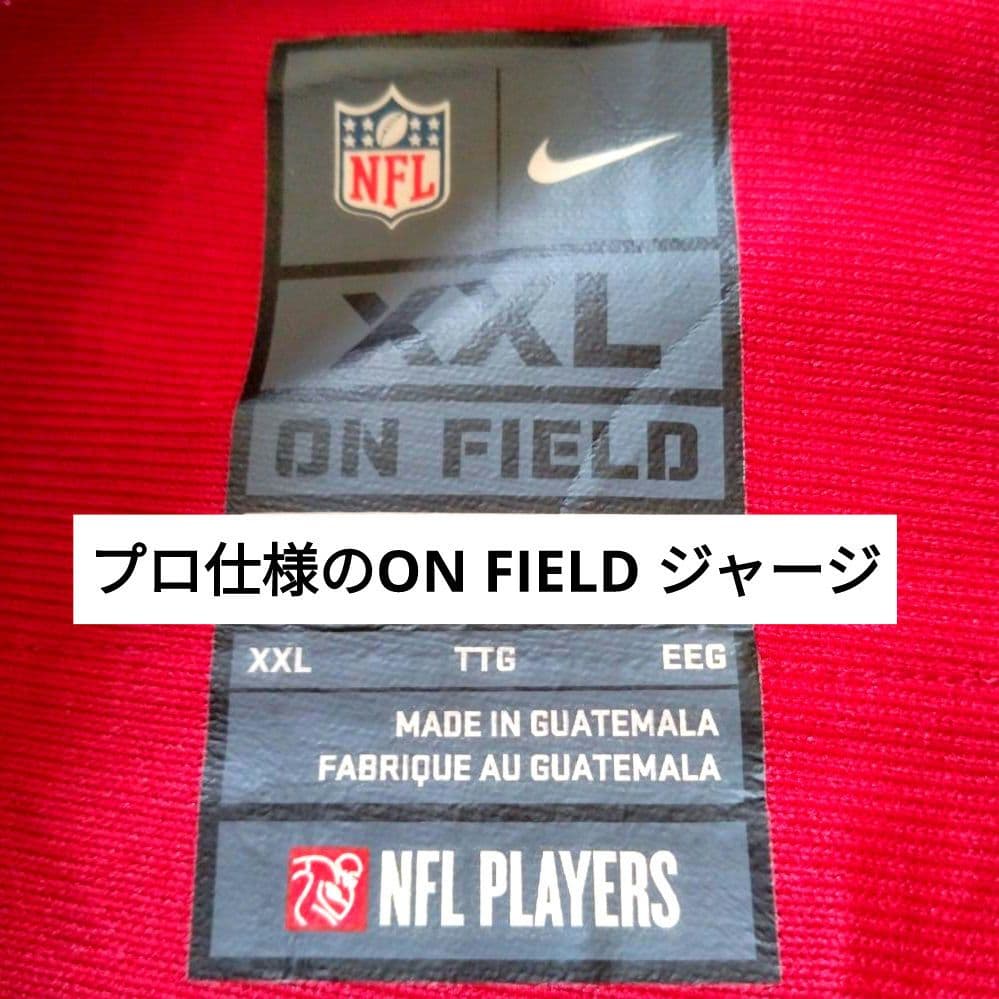 NFL
XXL
ON FIELD
プロ仕様のON FIELD ジャージ
XXL TTG EEG
MADE IN GUATEMALA
FABRIQUE AU GUATEMALA
NFL PLAYERS